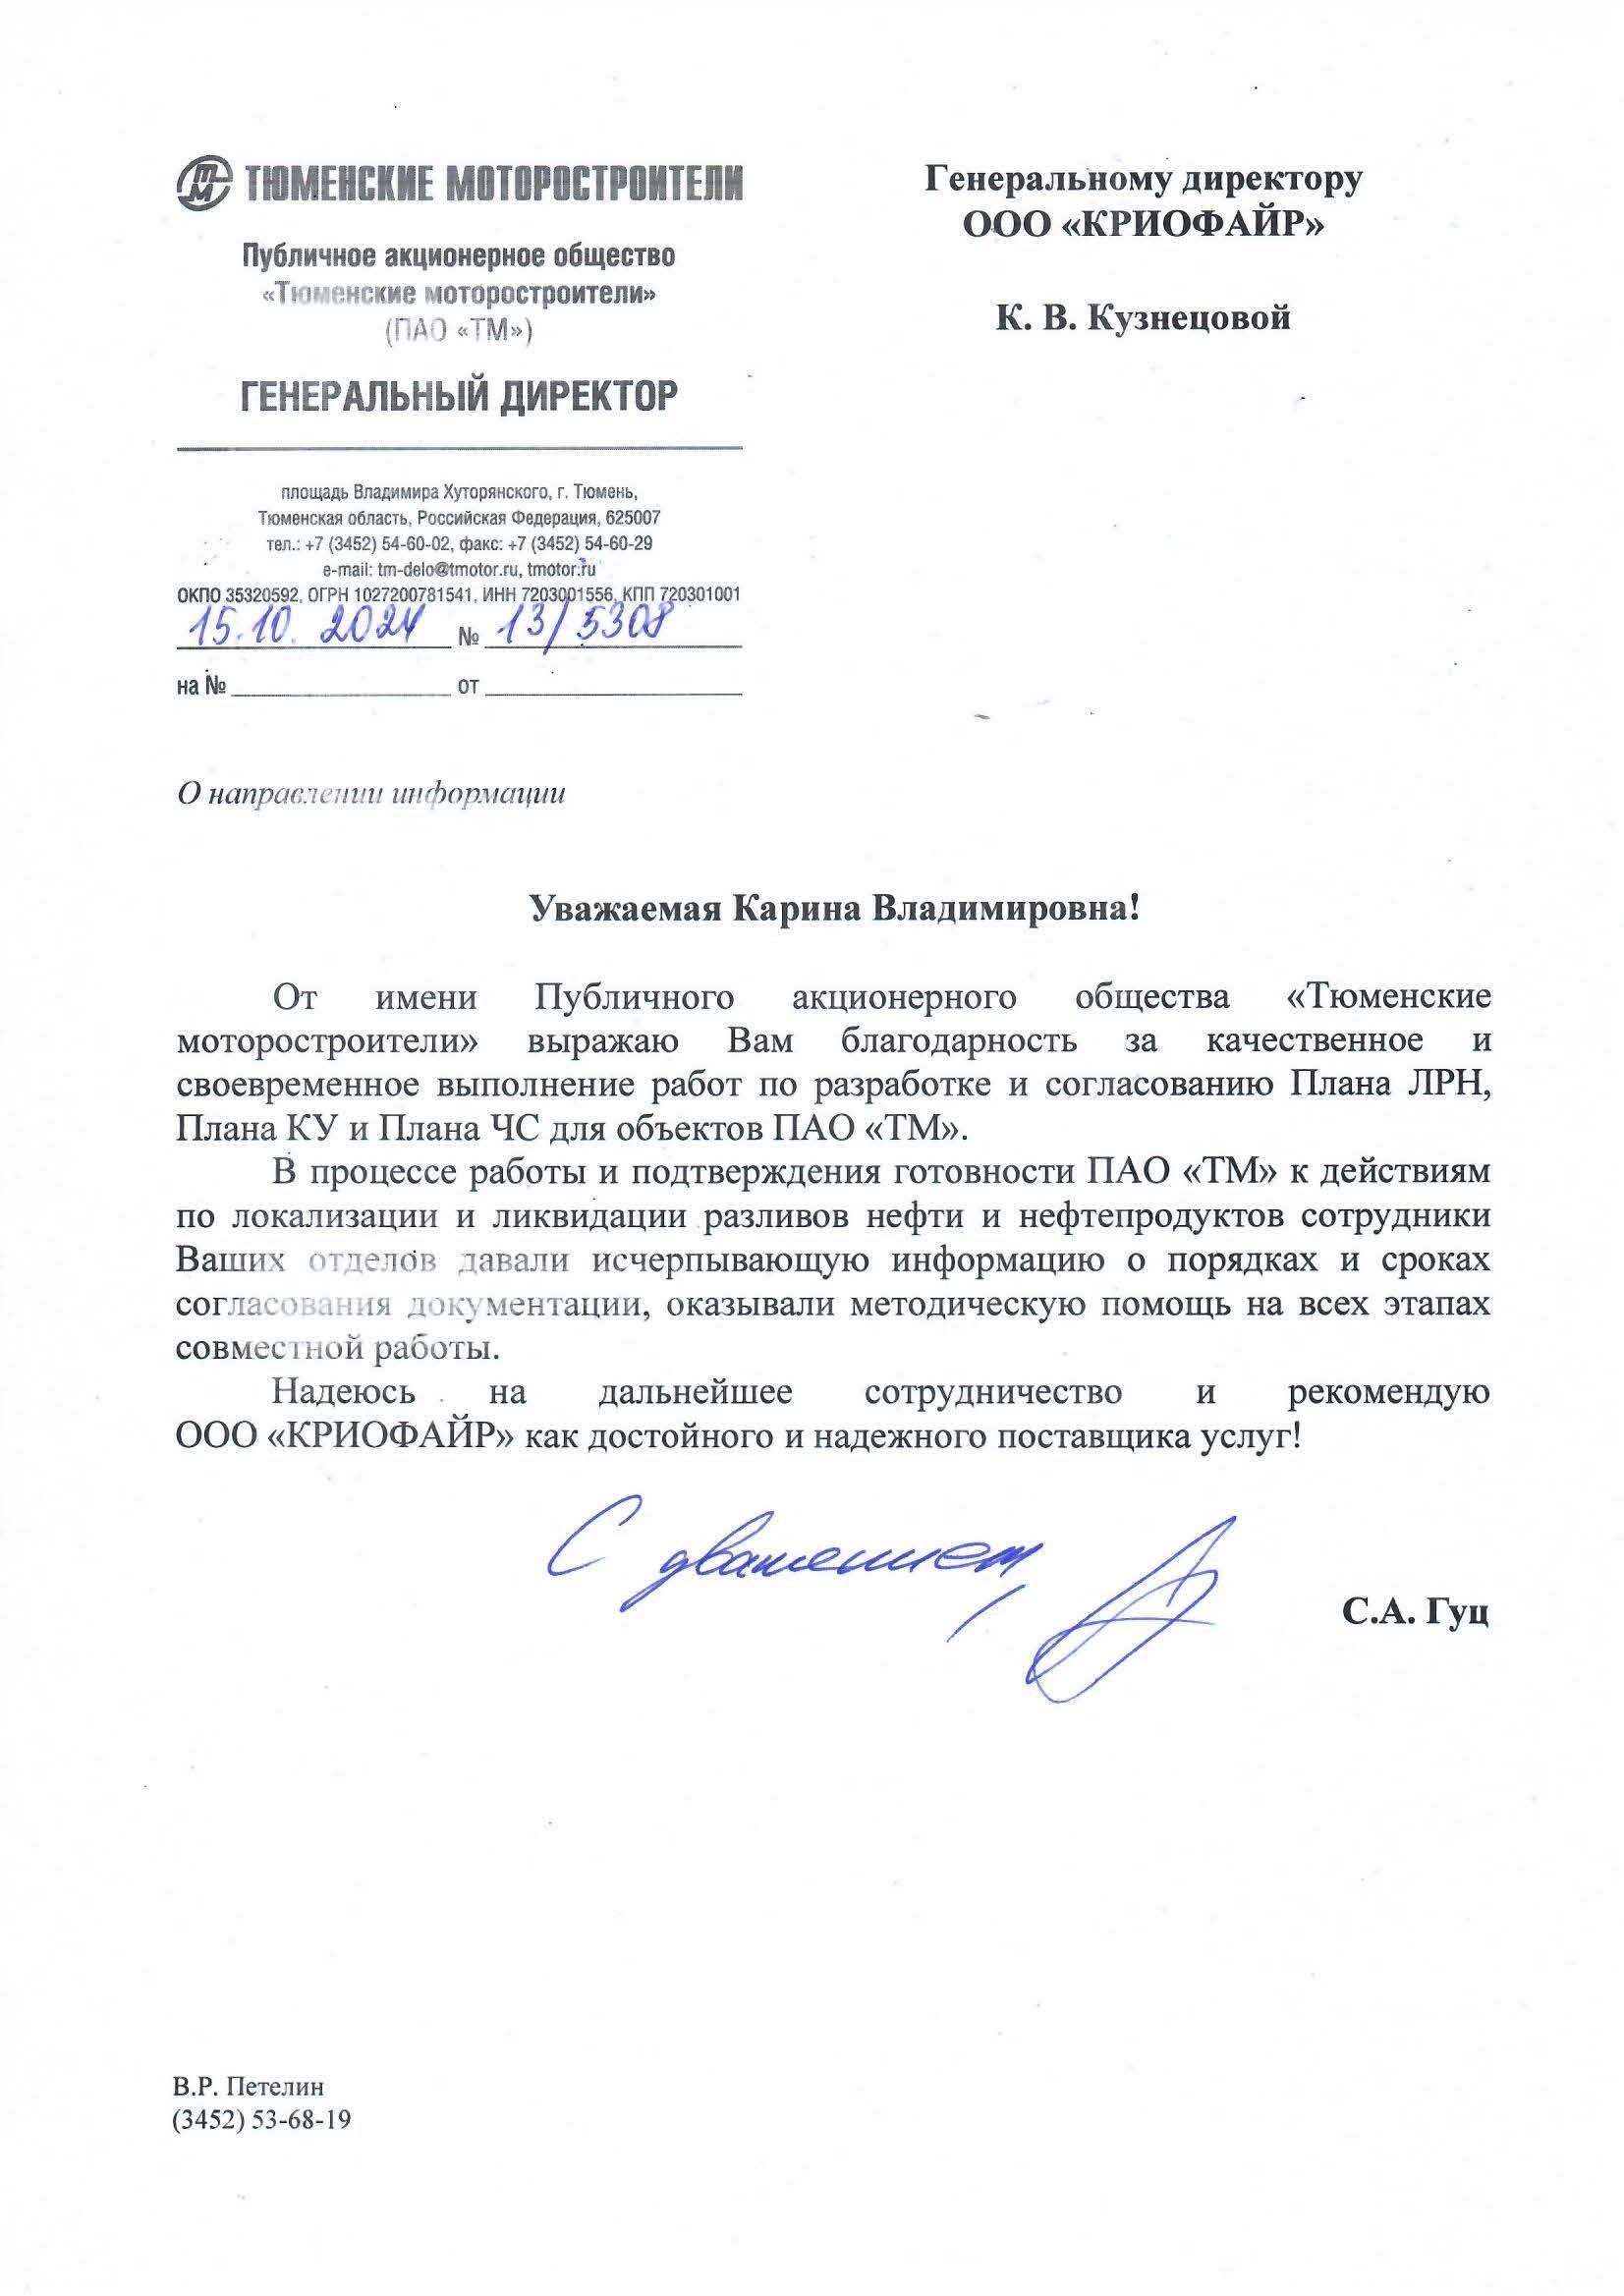 ТМ ТЮМЕНСКИЕ МОТОРОСТРОИТЕЛИ
Публичное акционерное общество
«Тюменские моторостроители»
(ПАО «ТМ»)
ГЕНЕРАЛЬНЫЙ ДИРЕКТОР
площадь Владимира Хуторянского, г. Тюмень,
Тюменская область, Российская Федерация, 625007
тел.: +7 (3452) 54-60-02, факс: +7 (3452) 54-60-29
e-mail: tm-delo@tmotor.ru, tmotor.ru
ОКПО 35320592, ОГРН 1027200781541, ИНН 7203001556, КПП 720301001
15.10.2024 № 13/5308
на № от
Генеральному директору
ООО «КРИОФАЙР»
К. В. Кузнецовой
О направлении информации
Уважаемая Карина Владимировна!
От имени Публичного акционерного общества «Тюменские
моторостроители» выражаю Вам благодарность за качественное и
своевременное выполнение работ по разработке и согласованию Плана ЛРН,
Плана КУ и Плана ЧС для объектов ПАО «ТМ».
В процессе работы и подтверждения готовности ПАО «ТМ» к действиям
по локализации и ликвидации разливов нефти и нефтепродуктов сотрудники
Ваших отделов давали исчерпывающую информацию о порядках и сроках
согласования документации, оказывали методическую помощь на всех этапах
совместной работы.
Надеюсь на дальнейшее сотрудничество и рекомендую
ООО «КРИОФАЙР» как достойного и надежного поставщика услуг!
С уважением,
С.А. Гуц
В.Р. Петелин
(3452) 53-68-19